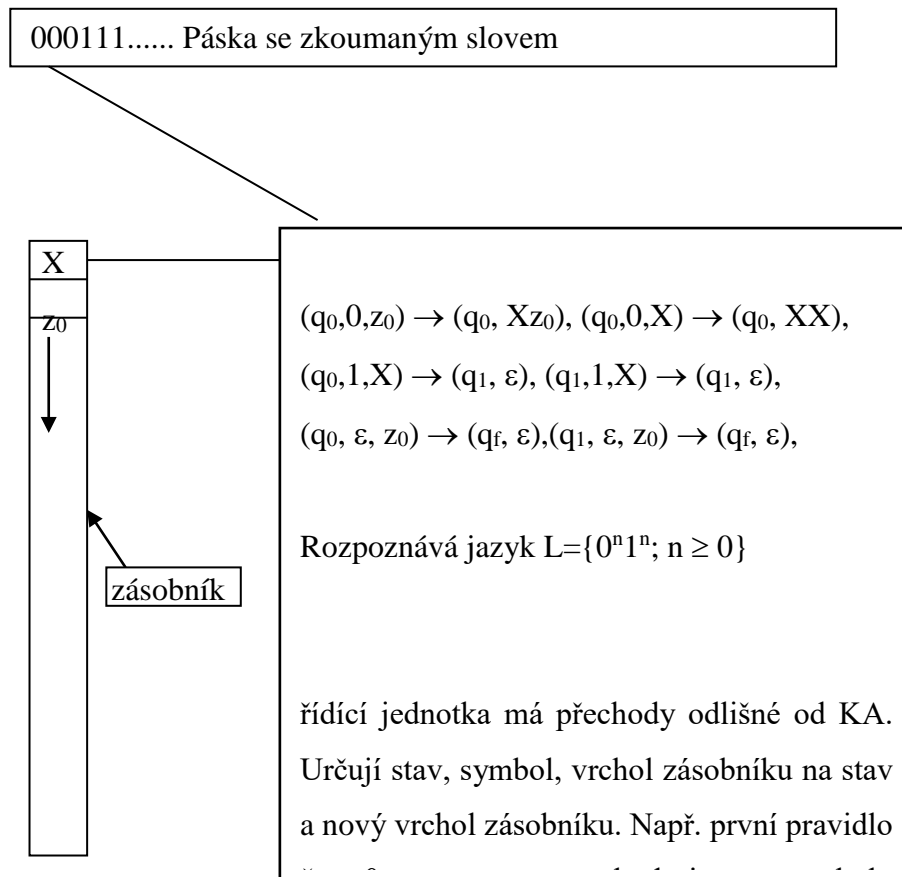 000111...... Páska se zkoumaným slovem
X
z₀
zásobník
(q₀,0,z₀) → (q₀, Xz₀), (q₀,0,X) → (q₀, XX),
(q₀,1,X) → (q₁, ε), (q₁,1,X) → (q₁, ε),
(q₀, ε, z₀) → (q_f, ε),(q₁, ε, z₀) → (q_f, ε),
Rozpoznává jazyk L={0ⁿ1ⁿ; n ≥ 0}
řídící jednotka má přechody odlišné od KA.
Určují stav, symbol, vrchol zásobníku na stav
a nový vrchol zásobníku. Např. první pravidlo